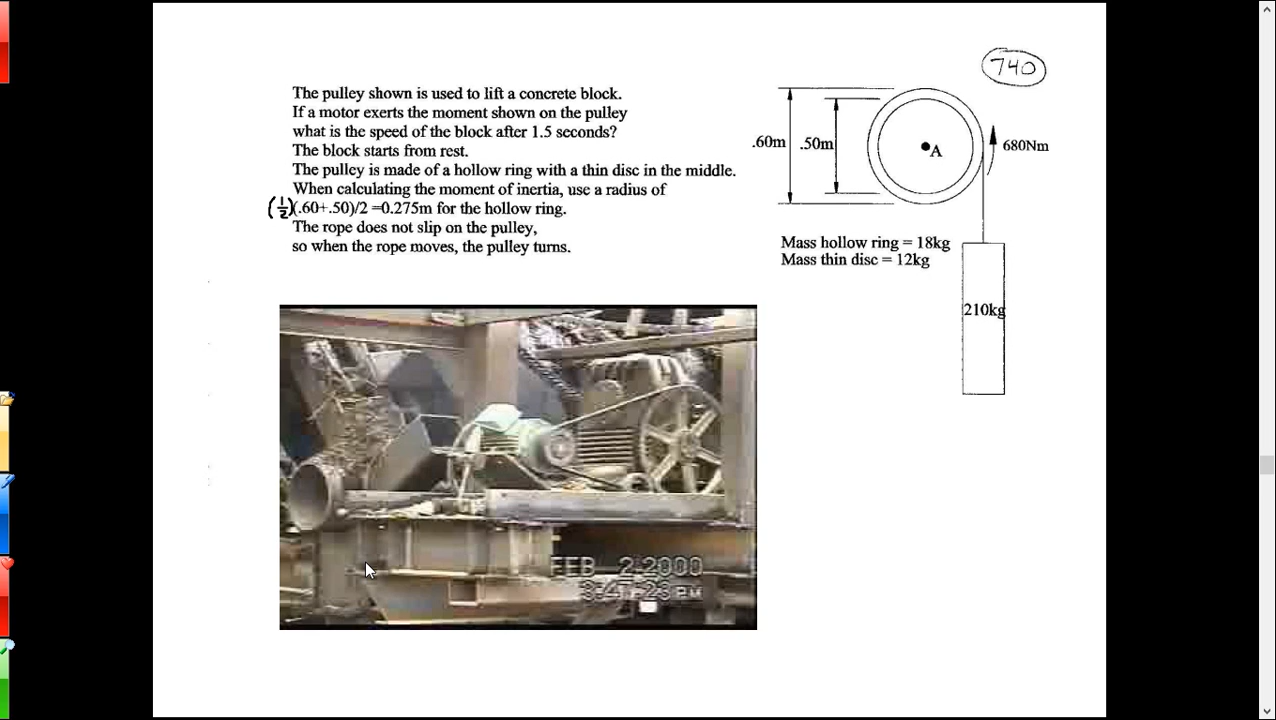 740
The pulley shown is used to lift a concrete block.
If a motor exerts the moment shown on the pulley
what is the speed of the block after 1.5 seconds?
The block starts from rest.
The pulley is made of a hollow ring with a thin disc in the middle.
When calculating the moment of inertia, use a radius of
(1/2)(.60+.50)/2 =0.275m for the hollow ring.
The rope does not slip on the pulley,
so when the rope moves, the pulley turns.
.60m
.50m
A
680Nm
Mass hollow ring = 18kg
Mass thin disc = 12kg
210kg
FEB 2 2000